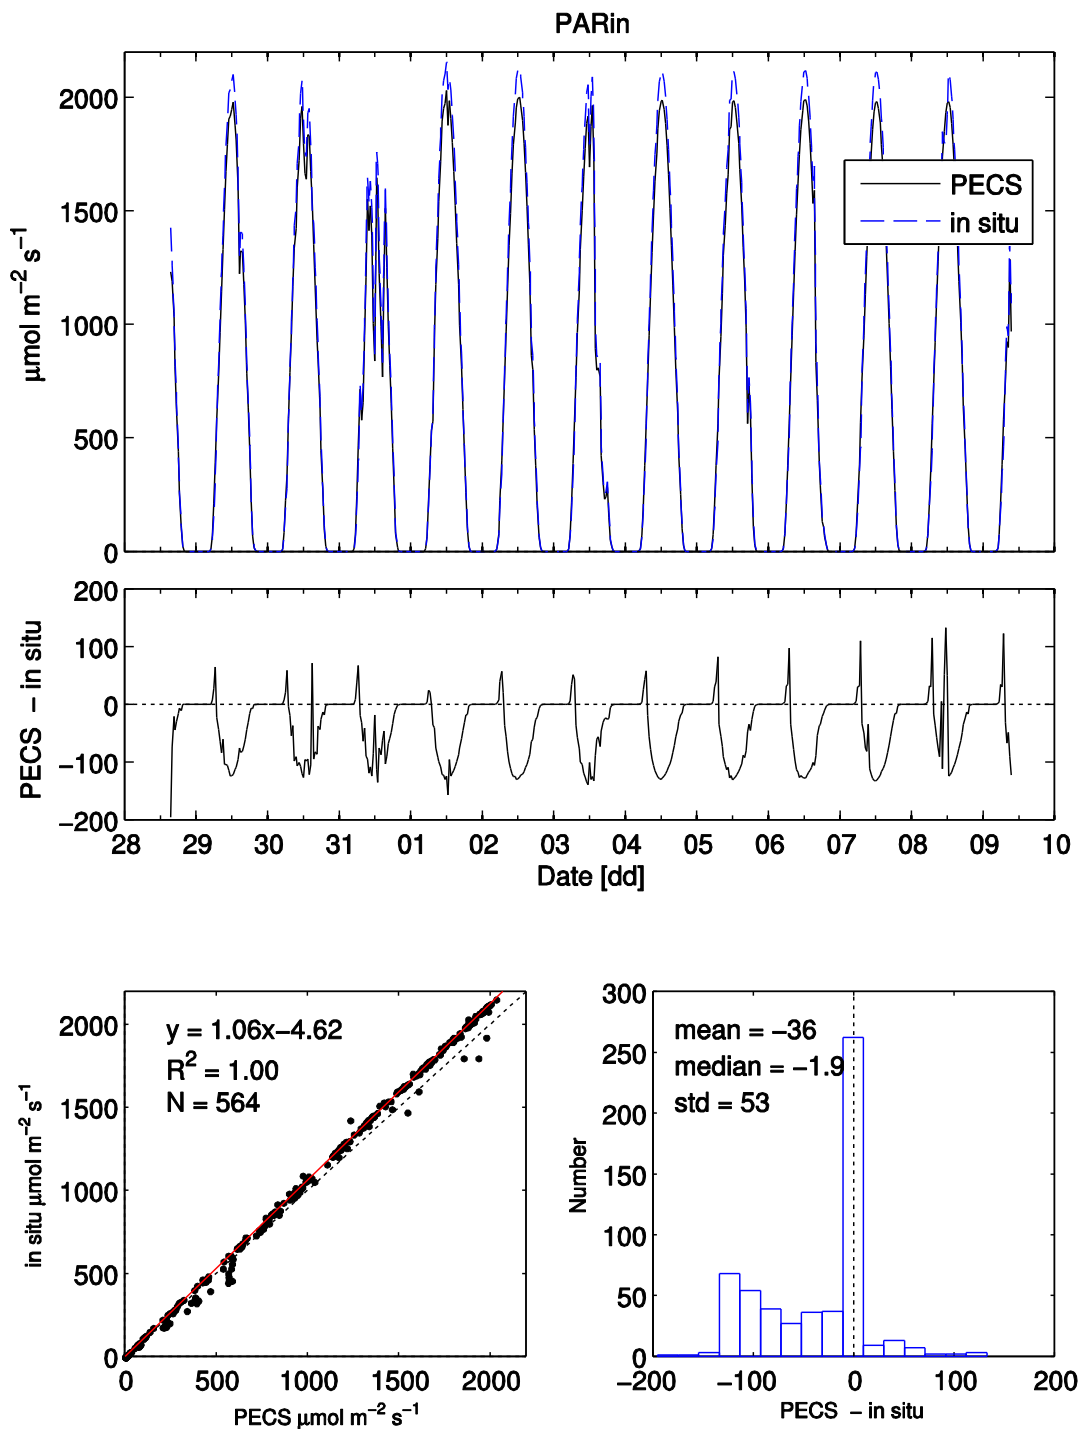 PARin
2000
1500
1000
500
0
μmol m−2 s−1
PECS
in situ
200
100
0
−100
−200
PECS − in situ
28 29 30 31 01 02 03 04 05 06 07 08 09 10
Date [dd]
2000
1500
1000
500
0
in situ μmol m−2 s−1
y = 1.06x−4.62
R2 = 1.00
N = 564
0 500 1000 1500 2000
PECS μmol m−2 s−1
300
250
200
150
100
50
0
Number
mean = −36
median = −1.9
std = 53
−200 −100 0 100 200
PECS − in situ